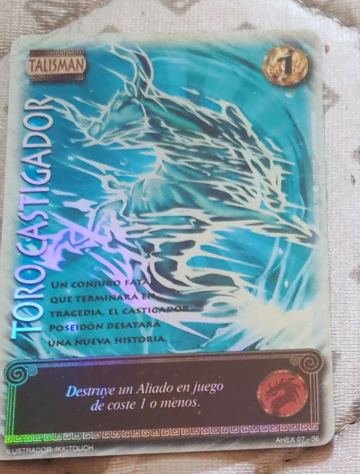 TALISMAN
1
TORO CASTIGADOR
UN CONJURO FATAL
QUE TERMINARÁ EN
TRAGEDIA, EL CASTIGADOR
POSEIDÓN DESATARÁ
UNA NUEVA HISTORIA.
Destruye un Aliado en juego
de coste 1 o menos.
ILUSTRADOR: IKKITOUCH
AHEX 07 - 36